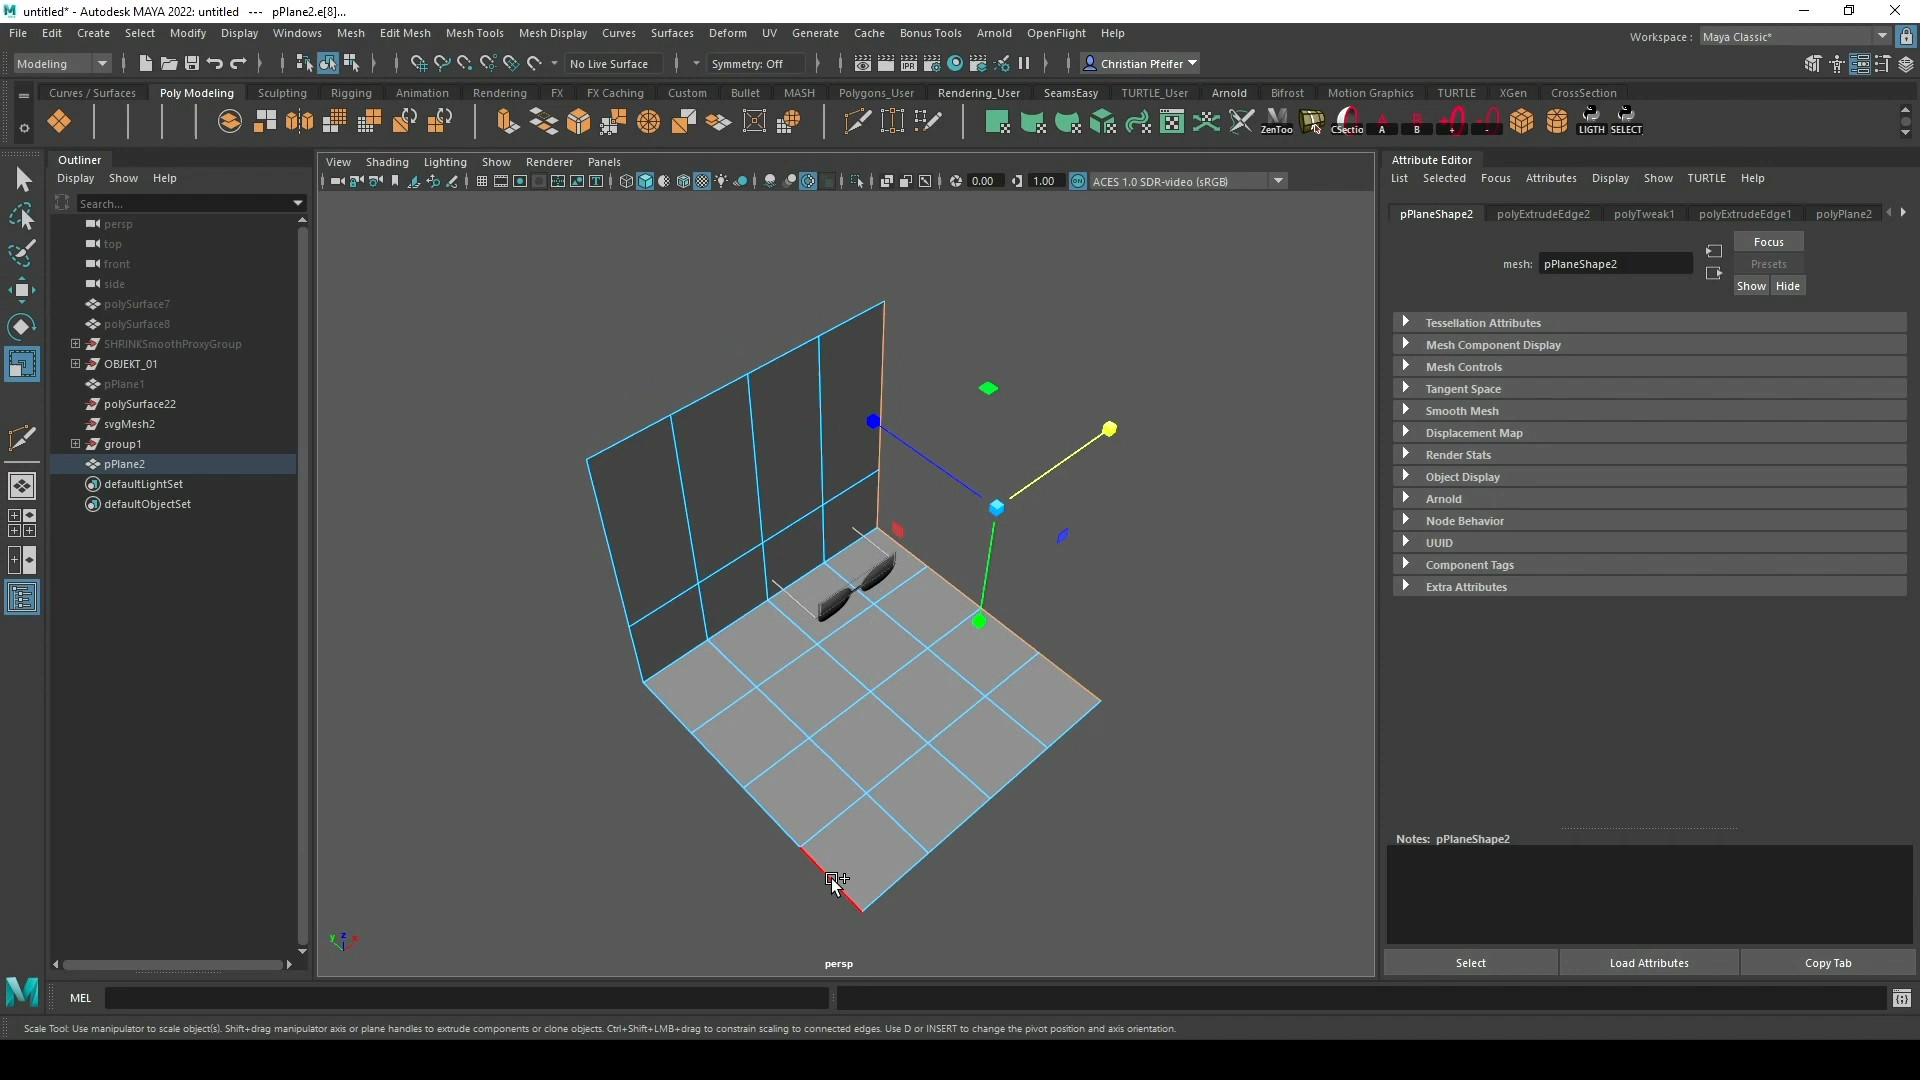 untitled* - Autodesk MAYA 2022: untitled --- pPlane2.e[8]...
File Edit Create Select Modify Display Windows Mesh Edit Mesh Mesh Tools Mesh Display Curves Surfaces Deform UV Generate Cache Bonus Tools Arnold OpenFlight Help
Workspace : Maya Classic*
Modeling No Live Surface Symmetry: Off Christian Pfeifer
IPR
Curves / Surfaces Poly Modeling Sculpting Rigging Animation Rendering FX FX Caching Custom Bullet MASH Polygons_User Rendering_User SeamsEasy TURTLE_User Arnold Bifrost Motion Graphics TURTLE XGen CrossSection
ZenToo CSectio A B + - LIGTH SELECT
Outliner
Display Show Help
Search...
persp
top
front
side
polySurface7
polySurface8
SHRINKSmoothProxyGroup
OBJEKT_01
pPlane1
polySurface22
svgMesh2
group1
pPlane2
defaultLightSet
defaultObjectSet
View Shading Lighting Show Renderer Panels
0.00 1.00 ON ACES 1.0 SDR-video (sRGB)
y z x
persp
Attribute Editor
List Selected Focus Attributes Display Show TURTLE Help
pPlaneShape2 polyExtrudeEdge2 polyTweak1 polyExtrudeEdge1 polyPlane2
mesh: pPlaneShape2
Focus
Presets
Show Hide
Tessellation Attributes
Mesh Component Display
Mesh Controls
Tangent Space
Smooth Mesh
Displacement Map
Render Stats
Object Display
Arnold
Node Behavior
UUID
Component Tags
Extra Attributes
Notes: pPlaneShape2
Select Load Attributes Copy Tab
MEL
Scale Tool: Use manipulator to scale object(s). Shift+drag manipulator axis or plane handles to extrude components or clone objects. Ctrl+Shift+LMB+drag to constrain scaling to connected edges. Use D or INSERT to change the pivot position and axis orientation.